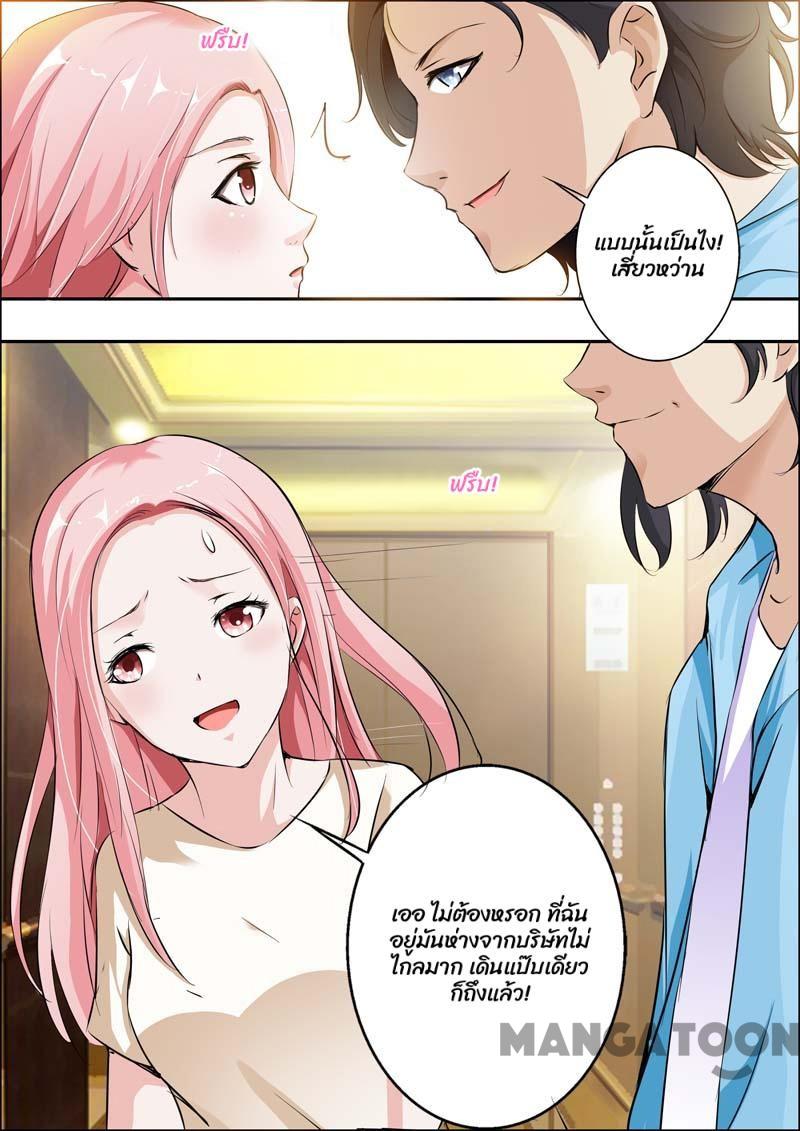 ฟรึบ!
แบบนั้นเป็นไง!
เสี่ยวหว่าน
ฟรึบ!
เออ ไม่ต้องหรอก ที่ฉัน
อยู่มันห่างจากบริษัทไม่
ไกลมาก เดินแป๊บเดียว
ก็ถึงแล้ว!
MANGATOON